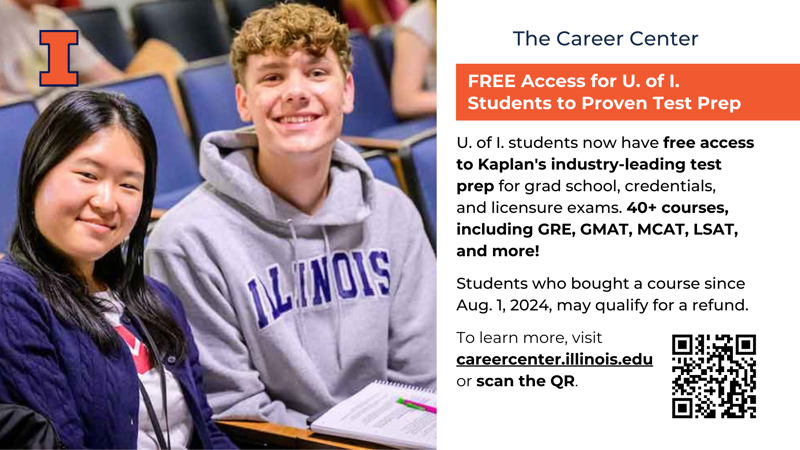 I
ILLINOIS
The Career Center
FREE Access for U. of I.
Students to Proven Test Prep
U. of I. students now have free access
to Kaplan's industry-leading test
prep for grad school, credentials,
and licensure exams. 40+ courses,
including GRE, GMAT, MCAT, LSAT,
and more!
Students who bought a course since
Aug. 1, 2024, may qualify for a refund.
To learn more, visit
careercenter.illinois.edu
or scan the QR.